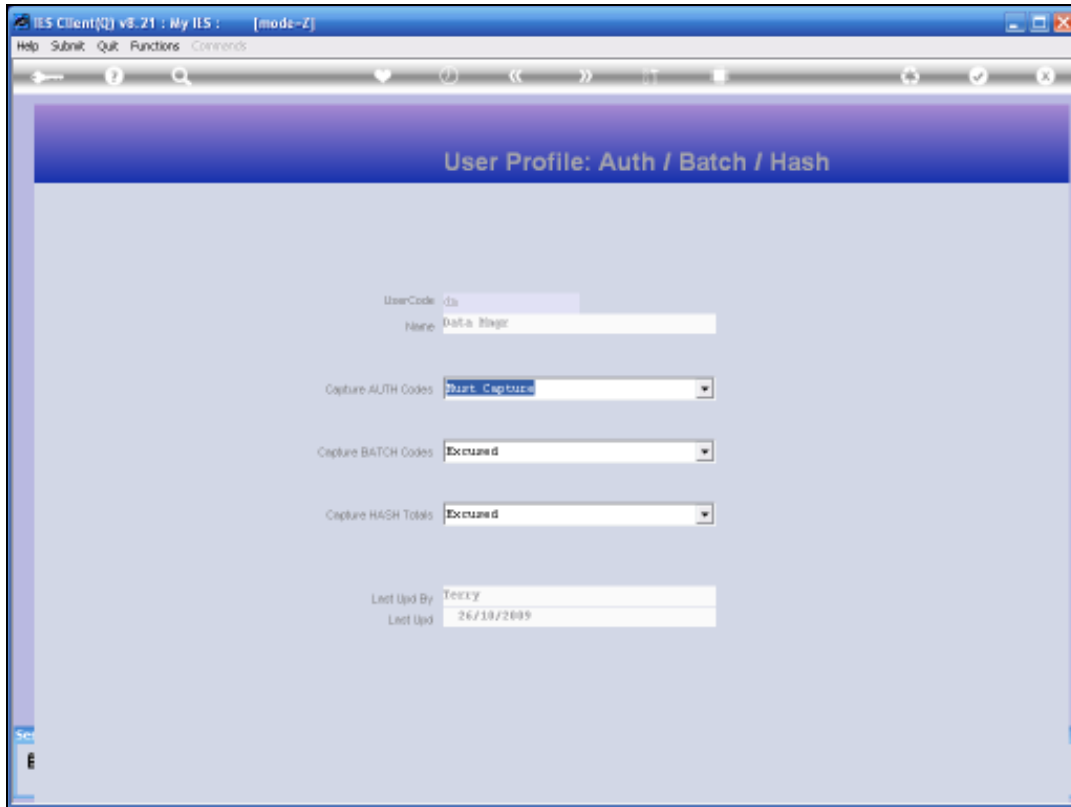 IES Client(Q) v8.21 : My IES : [mode=Z]
Help Submit Quit Functions Commends
User Profile: Auth / Batch / Hash
UserCode
Name Data Mngr
Capture AUTH Codes Must Capture
Capture BATCH Codes Excused
Capture HASH Totals Excused
Last Upd By Terry
Last Upd 26/10/2009